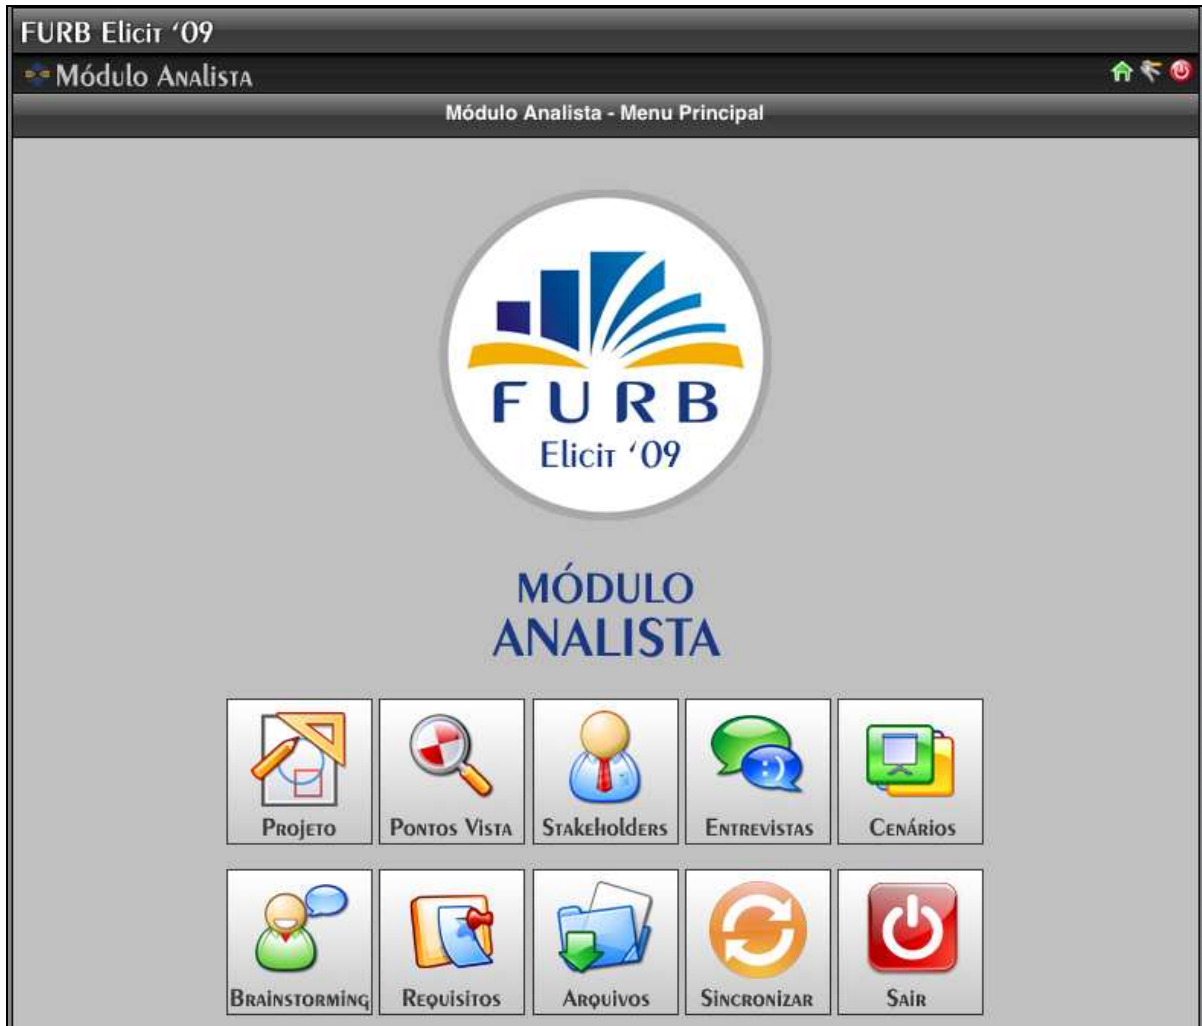 FURB Elicit ‘09
Módulo Analista
Módulo Analista - Menu Principal
FURB
Elicit ‘09
MÓDULO
ANALISTA
Projeto Pontos Vista Stakeholders Entrevistas Cenários
Brainstorming Requisitos Arquivos Sincronizar Sair